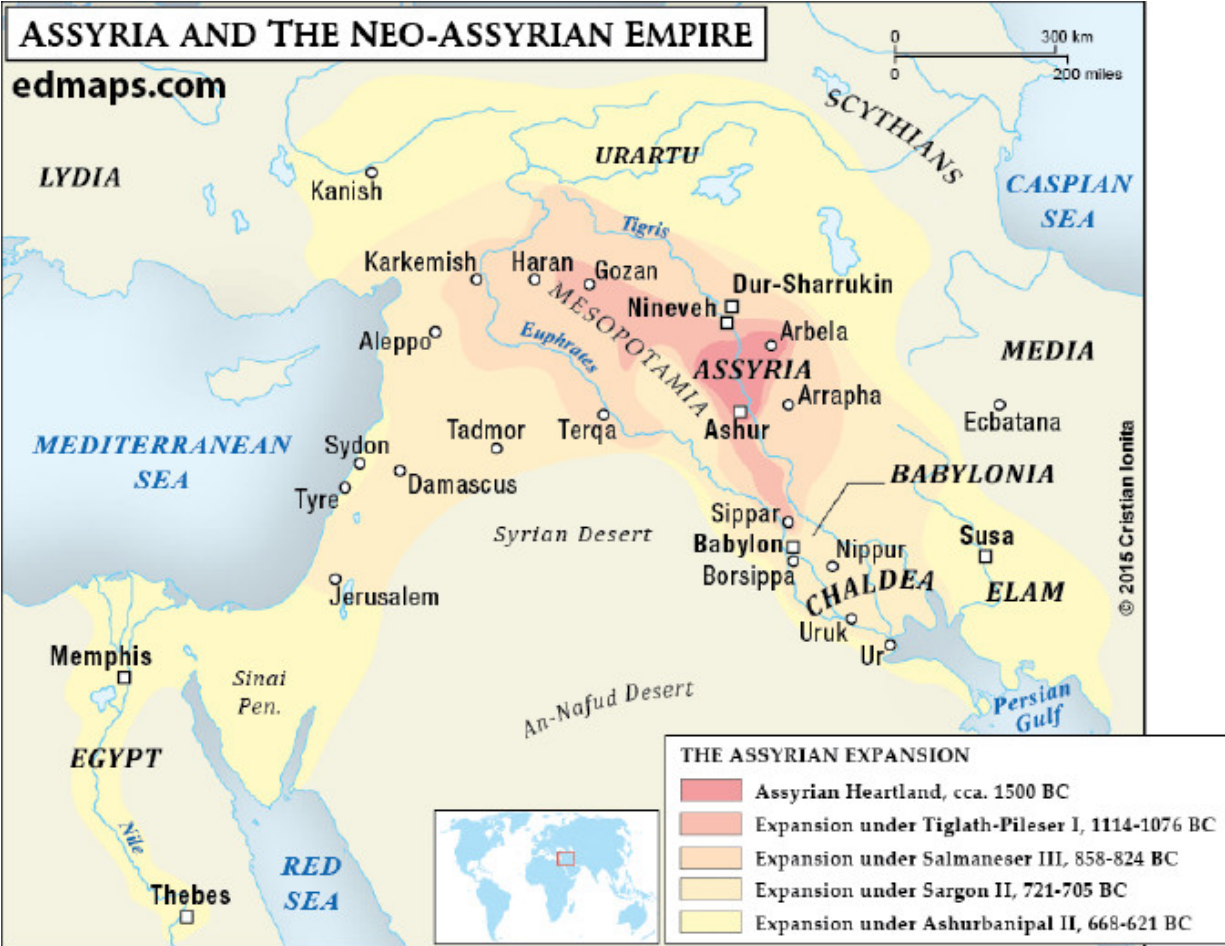 ASSYRIA AND THE NEO-ASSYRIAN EMPIRE
edmaps.com
0 300 km
0 200 miles
SCYTHIANS
LYDIA
URARTU
CASPIAN
SEA
Kanish
Tigris
Karkemish
Haran
Gozan
Dur-Sharrukin
Nineveh
MESOPOTAMIA
Arbela
Aleppo
Euphrates
ASSYRIA
MEDIA
Arrapha
Ecbatana
MEDITERRANEAN
SEA
Sydon
Tadmor
Terqa
Ashur
Tyre
Damascus
BABYLONIA
Syrian Desert
Sippar
Babylon
Nippur
Susa
Borsippa
CHALDEA
ELAM
Jerusalem
Uruk
Ur
Memphis
Sinai
Pen.
An-Nafud Desert
Persian
Gulf
EGYPT
Nile
RED
SEA
Thebes
© 2015 Cristian Ionita
THE ASSYRIAN EXPANSION
Assyrian Heartland, cca. 1500 BC
Expansion under Tiglath-Pileser I, 1114-1076 BC
Expansion under Salmaneser III, 858-824 BC
Expansion under Sargon II, 721-705 BC
Expansion under Ashurbanipal II, 668-621 BC